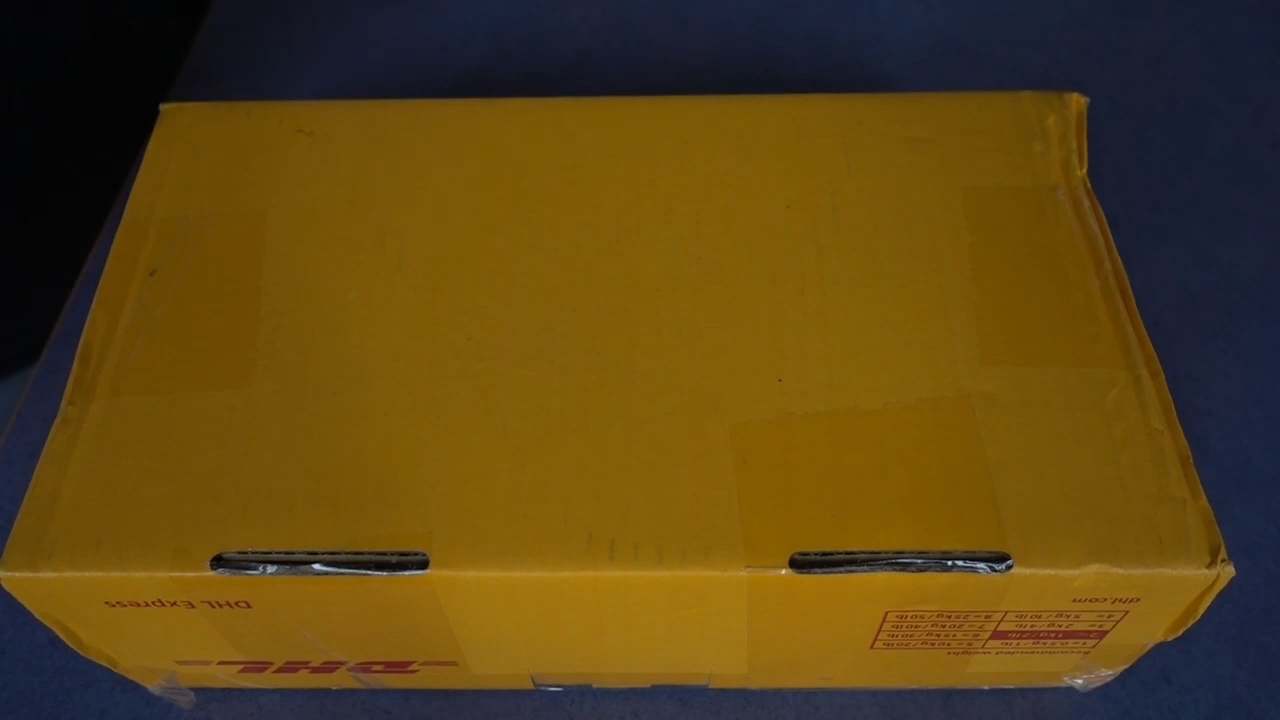 DHL
Recommended weight
1= 0.5kg/1lb 5= 10kg/20lb
2= 1kg/2lb 6= 15kg/30lb
3= 2kg/4lb 7= 20kg/40lb
4= 5kg/10lb 8= 25kg/50lb
dhl.com
DHL Express